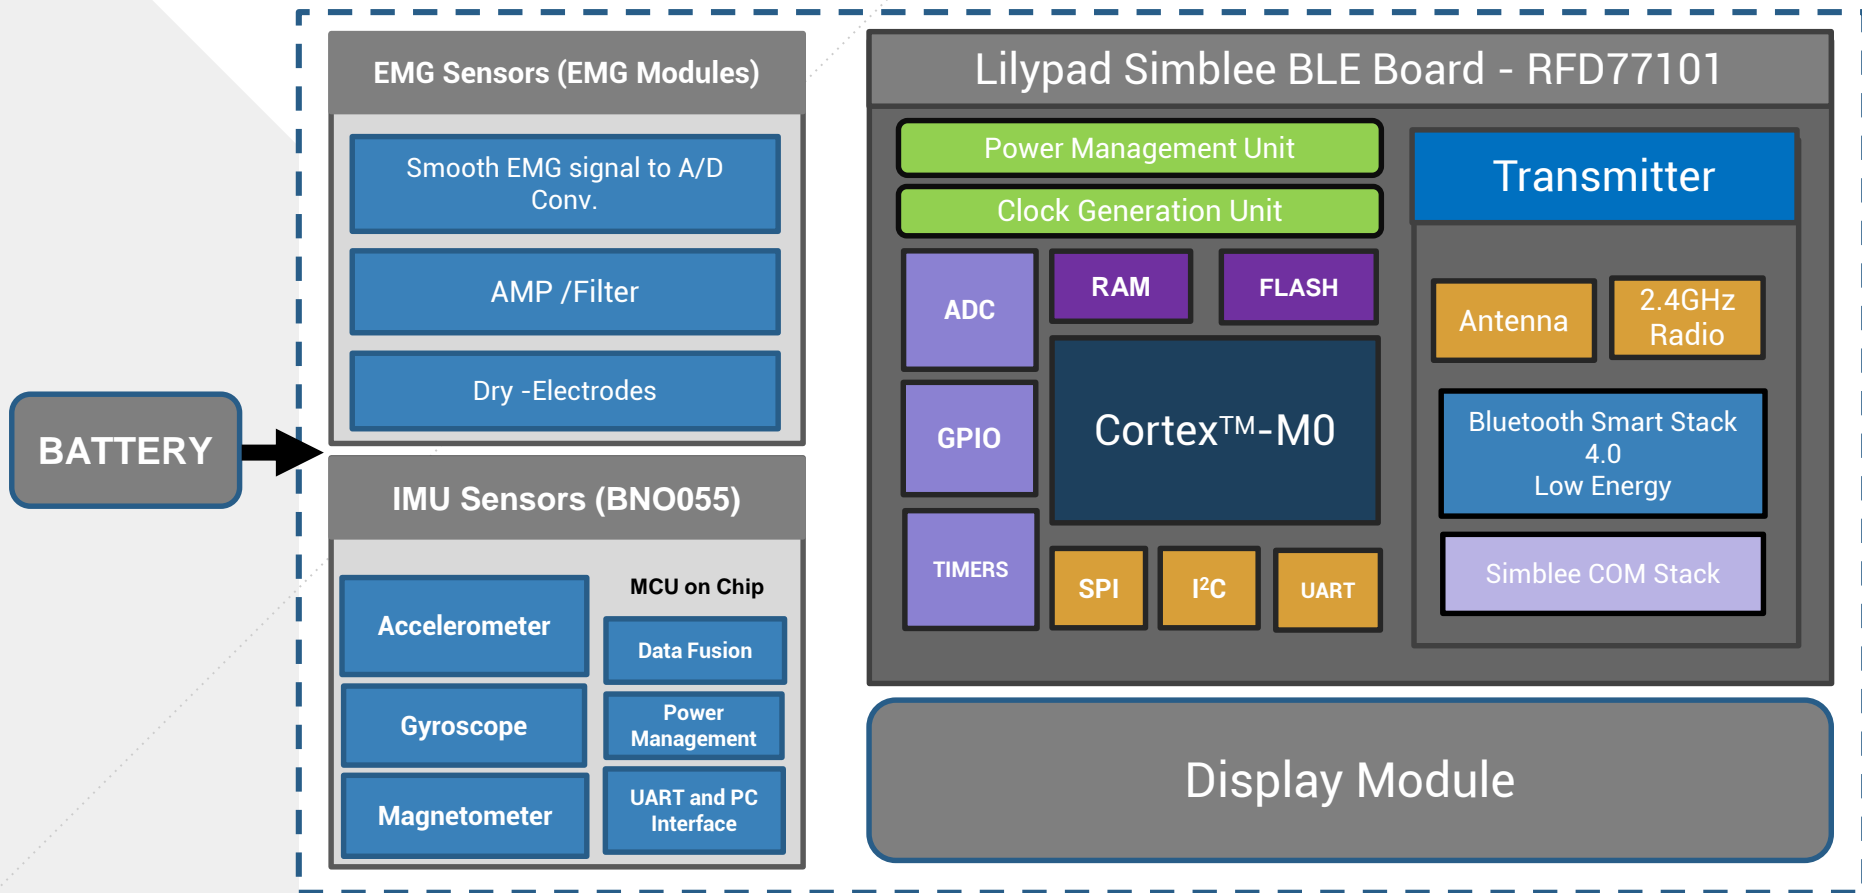 BATTERY
EMG Sensors (EMG Modules)
Smooth EMG signal to A/D
Conv.
AMP /Filter
Dry -Electrodes
IMU Sensors (BNO055)
Accelerometer
Gyroscope
Magnetometer
MCU on Chip
Data Fusion
Power
Management
UART and PC
Interface
Lilypad Simblee BLE Board - RFD77101
Power Management Unit
Clock Generation Unit
ADC
GPIO
TIMERS
RAM
FLASH
Cortex™-M0
SPI
I²C
UART
Transmitter
Antenna
2.4GHz
Radio
Bluetooth Smart Stack
4.0
Low Energy
Simblee COM Stack
Display Module